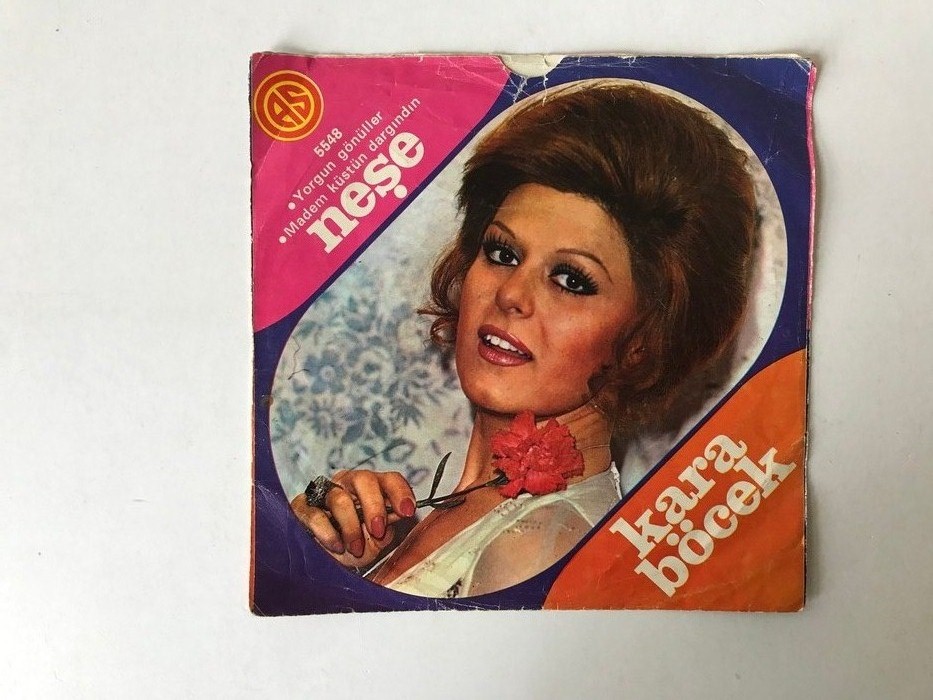 AS
5548
• Yorgun gönüller
• Madem küstün dargındın
neşe
kara
böcek